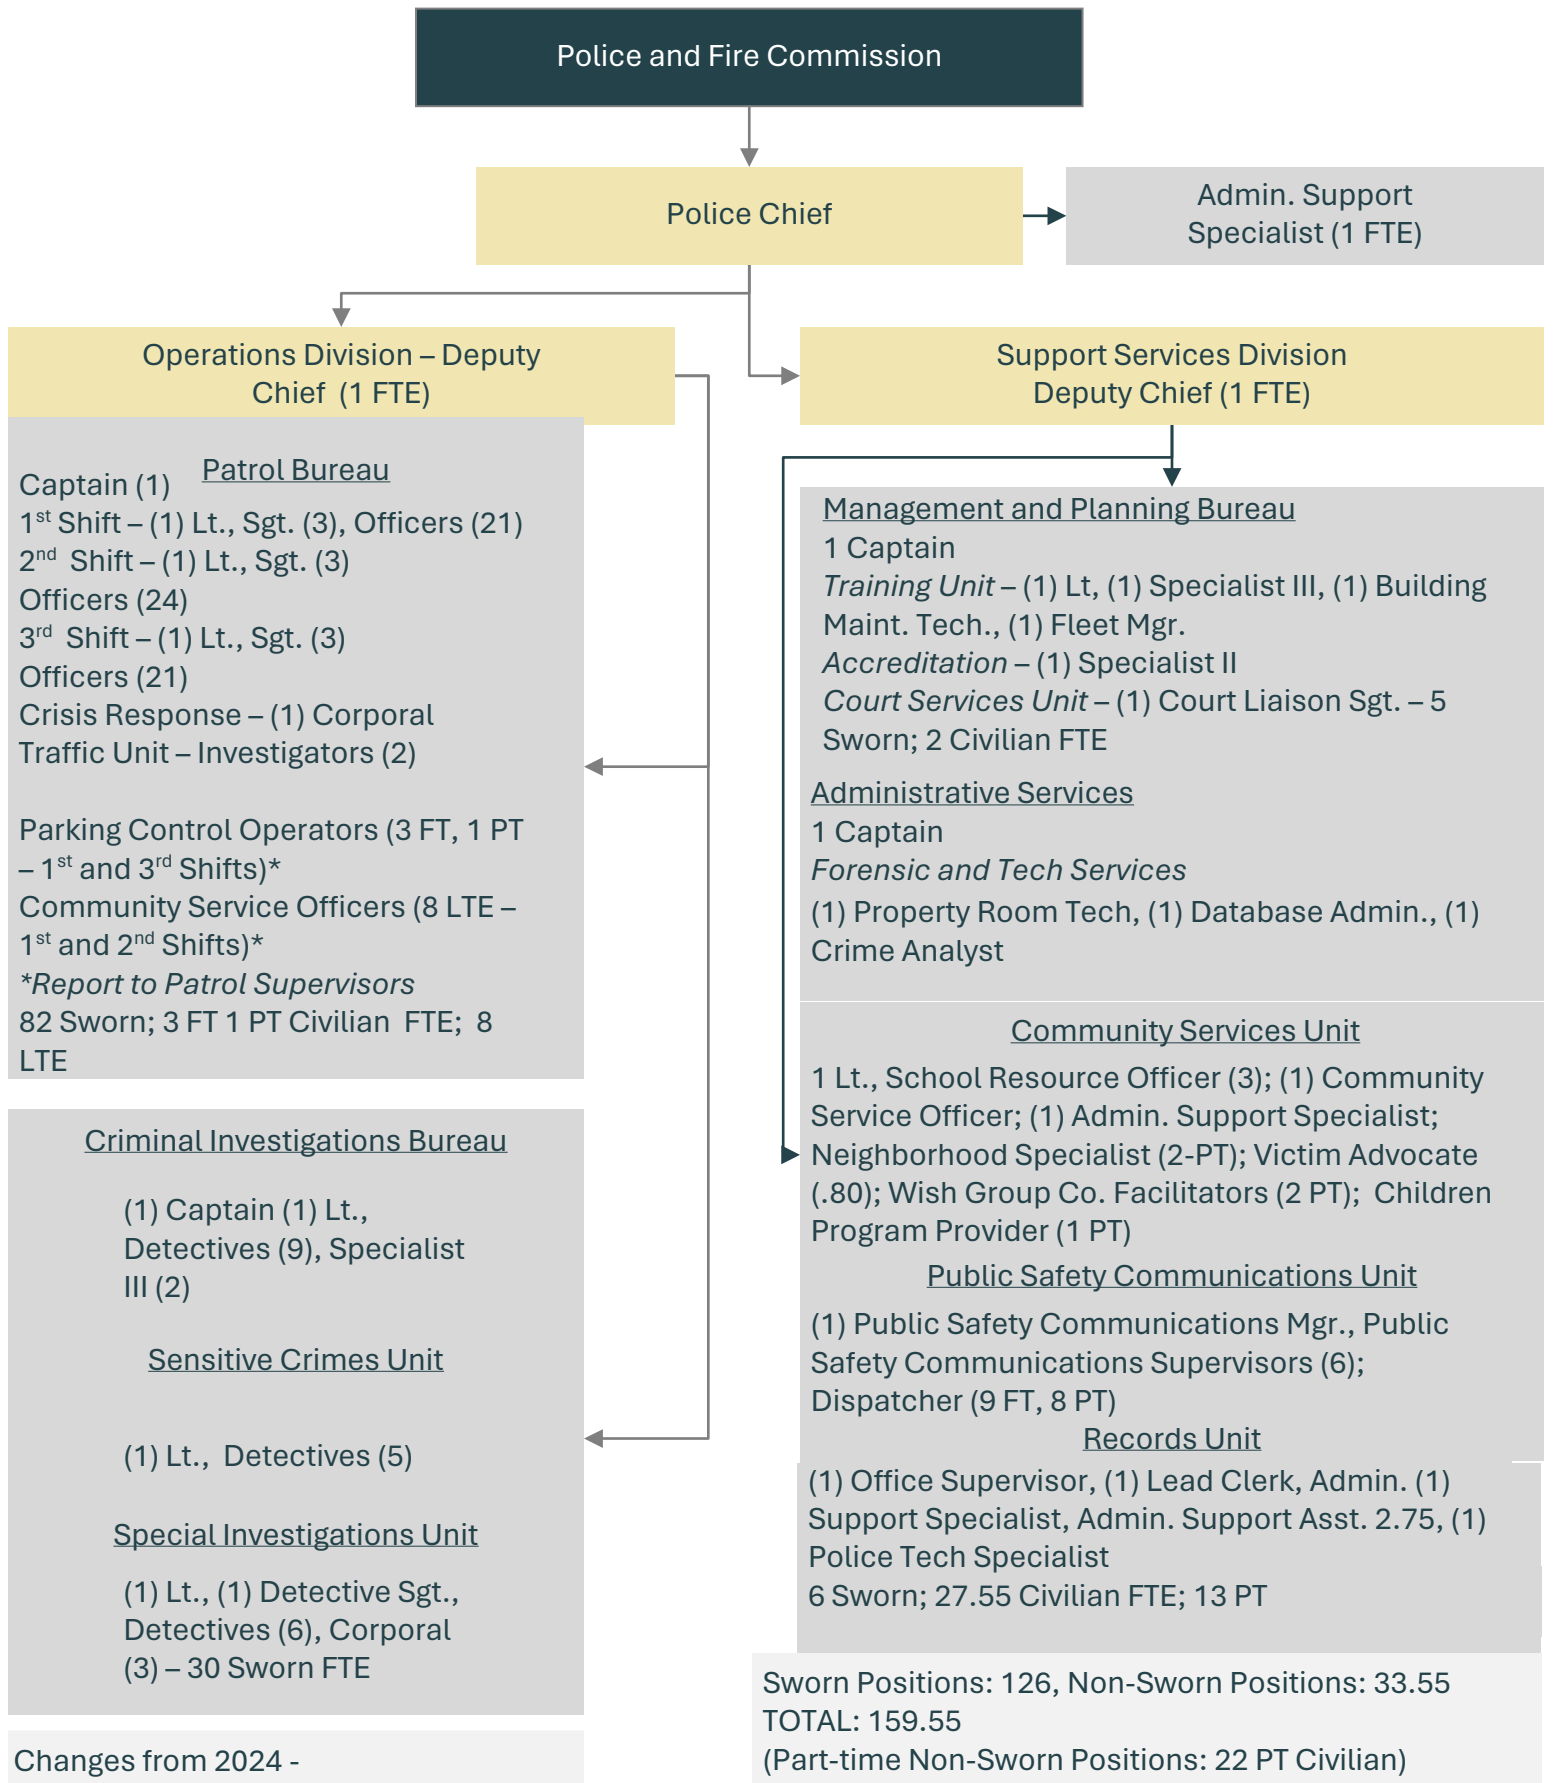 Police and Fire Commission
Police Chief
Admin. Support
Specialist (1 FTE)
Operations Division – Deputy
Chief  (1 FTE)
Support Services Division
Deputy Chief (1 FTE)
Patrol Bureau
Captain (1)
1st Shift – (1) Lt., Sgt. (3), Officers (21)
2nd  Shift – (1) Lt., Sgt. (3)
Officers (24)
3rd  Shift – (1) Lt., Sgt. (3)
Officers (21)
Crisis Response – (1) Corporal
Traffic Unit – Investigators (2)
Parking Control Operators (3 FT, 1 PT
– 1st and 3rd Shifts)*
Community Service Officers (8 LTE –
1st and 2nd Shifts)*
*Report to Patrol Supervisors
82 Sworn; 3 FT 1 PT Civilian  FTE;  8
LTE
Criminal Investigations Bureau
(1) Captain (1) Lt.,
Detectives (9), Specialist
III (2)
Sensitive Crimes Unit
(1) Lt.,  Detectives (5)
Special Investigations Unit
(1) Lt., (1) Detective Sgt.,
Detectives (6), Corporal
(3) – 30 Sworn FTE
Changes from 2024 -
Management and Planning Bureau
1 Captain
Training Unit – (1) Lt, (1) Specialist III, (1) Building
Maint. Tech., (1) Fleet Mgr.
Accreditation – (1) Specialist II
Court Services Unit – (1) Court Liaison Sgt. – 5
Sworn; 2 Civilian FTE
Administrative Services
1 Captain
Forensic and Tech Services
(1) Property Room Tech, (1) Database Admin., (1)
Crime Analyst
Community Services Unit
1 Lt., School Resource Officer (3); (1) Community
Service Officer; (1) Admin. Support Specialist;
Neighborhood Specialist (2-PT); Victim Advocate
(.80); Wish Group Co. Facilitators (2 PT);  Children
Program Provider (1 PT)
Public Safety Communications Unit
(1) Public Safety Communications Mgr., Public
Safety Communications Supervisors (6);
Dispatcher (9 FT, 8 PT)
Records Unit
(1) Office Supervisor, (1) Lead Clerk, Admin. (1)
Support Specialist, Admin. Support Asst. 2.75, (1)
Police Tech Specialist
6 Sworn; 27.55 Civilian FTE; 13 PT
Sworn Positions: 126, Non-Sworn Positions: 33.55
TOTAL: 159.55
(Part-time Non-Sworn Positions: 22 PT Civilian)